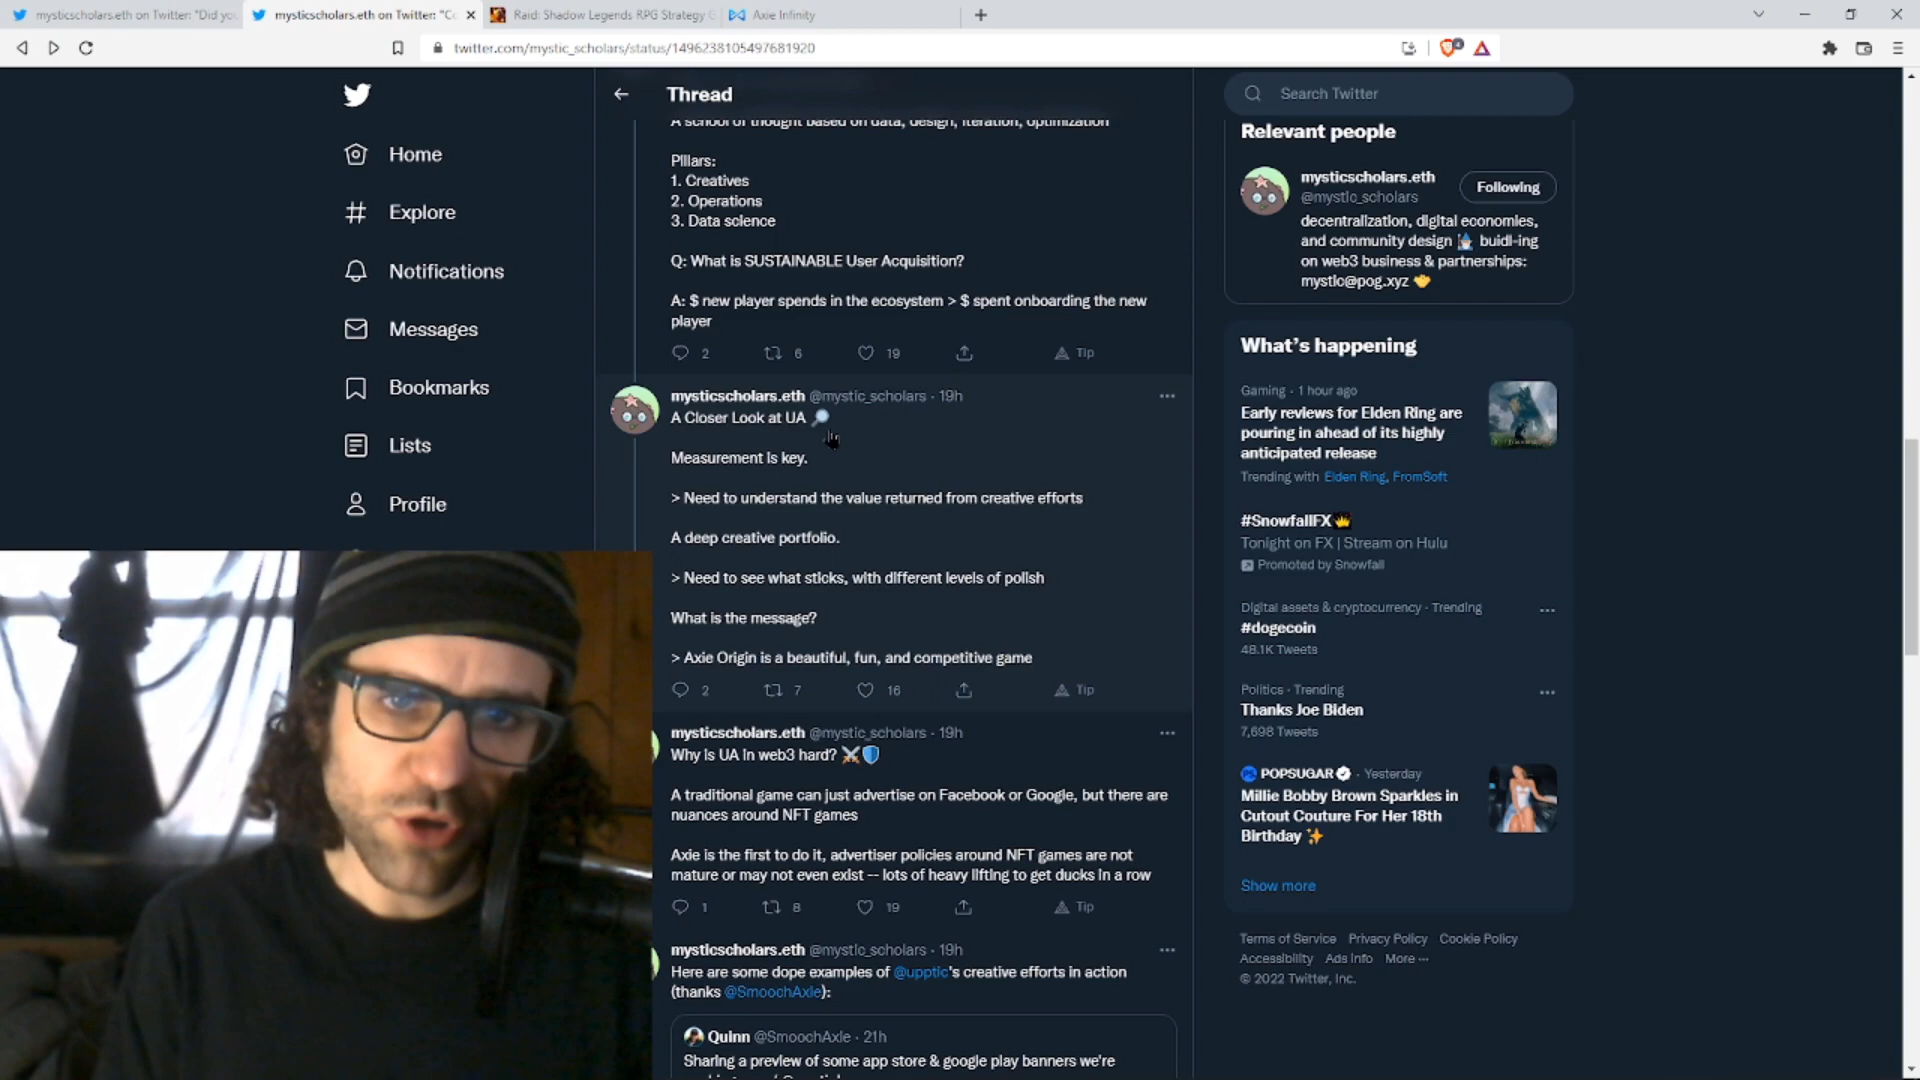 mysticscholars.eth on Twitter: "Did you
mysticscholars.eth on Twitter: "Co
Raid: Shadow Legends RPG Strategy G
Axie Infinity
twitter.com/mystic_scholars/status/1496238105497681920
Home
Explore
Notifications
Messages
Bookmarks
Lists
Profile
Thread
A school of thought based on data, design, iteration, optimization
Pillars:
1. Creatives
2. Operations
3. Data science
Q: What is SUSTAINABLE User Acquisition?
A: $ new player spends in the ecosystem > $ spent onboarding the new
player
2 6 19 Tip
mysticscholars.eth @mystic_scholars · 19h
A Closer Look at UA
Measurement is key.
> Need to understand the value returned from creative efforts
A deep creative portfolio.
> Need to see what sticks, with different levels of polish
What is the message?
> Axie Origin is a beautiful, fun, and competitive game
2 7 16 Tip
mysticscholars.eth @mystic_scholars · 19h
Why is UA in web3 hard?
A traditional game can just advertise on Facebook or Google, but there are
nuances around NFT games
Axie is the first to do it, advertiser policies around NFT games are not
mature or may not even exist -- lots of heavy lifting to get ducks in a row
1 8 19 Tip
mysticscholars.eth @mystic_scholars · 19h
Here are some dope examples of @upptic's creative efforts in action
(thanks @SmoochAxie):
Quinn @SmoochAxie · 21h
Sharing a preview of some app store & google play banners we're
Search Twitter
Relevant people
mysticscholars.eth
@mystic_scholars
Following
decentralization, digital economies,
and community design buidl-ing
on web3 business & partnerships:
mystic@pog.xyz
What's happening
Gaming · 1 hour ago
Early reviews for Elden Ring are
pouring in ahead of its highly
anticipated release
Trending with Elden Ring, FromSoft
#SnowfallFX
Tonight on FX | Stream on Hulu
Promoted by Snowfall
Digital assets & cryptocurrency · Trending
#dogecoin
48.1K Tweets
Politics · Trending
Thanks Joe Biden
7,698 Tweets
POPSUGAR · Yesterday
Millie Bobby Brown Sparkles in
Cutout Couture For Her 18th
Birthday
Show more
Terms of Service Privacy Policy Cookie Policy
Accessibility Ads info More ···
© 2022 Twitter, Inc.